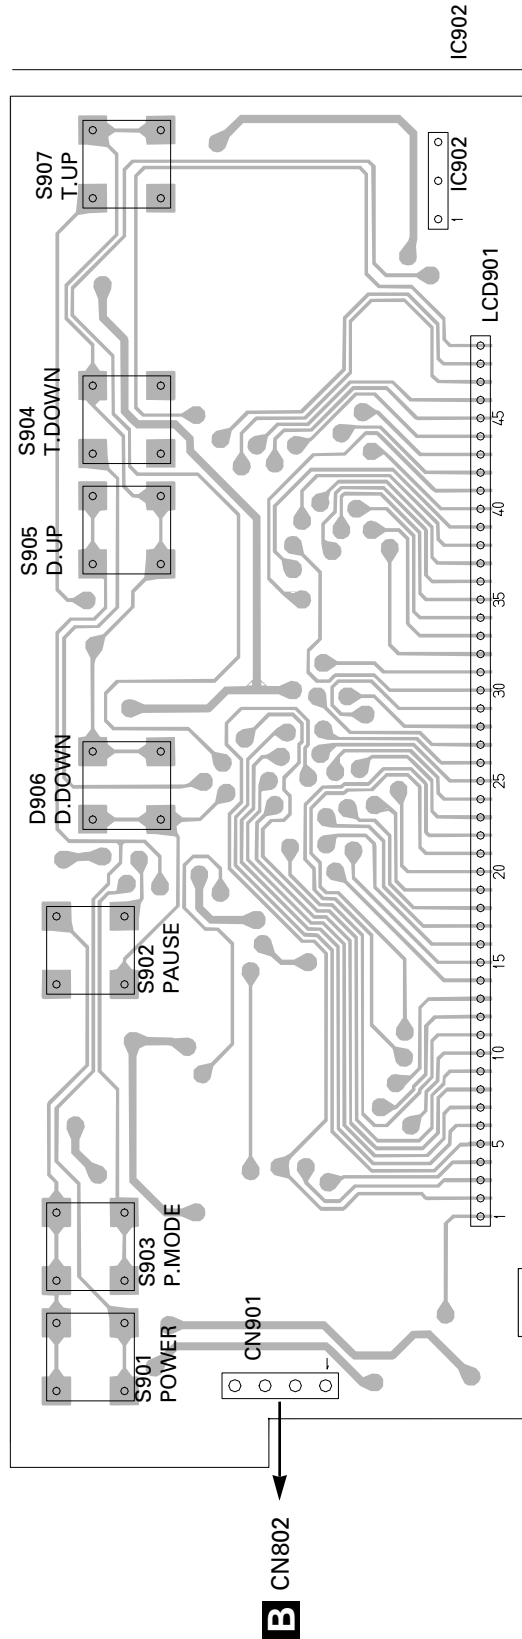 IC902
S907
T.UP
IC902
1
LCD901
S904
T.DOWN
S905
D.UP
45
40
35
30
25
20
15
10
5
1
D906
D.DOWN
S902
PAUSE
S903
P.MODE
S901
POWER
CN901
1
B CN802